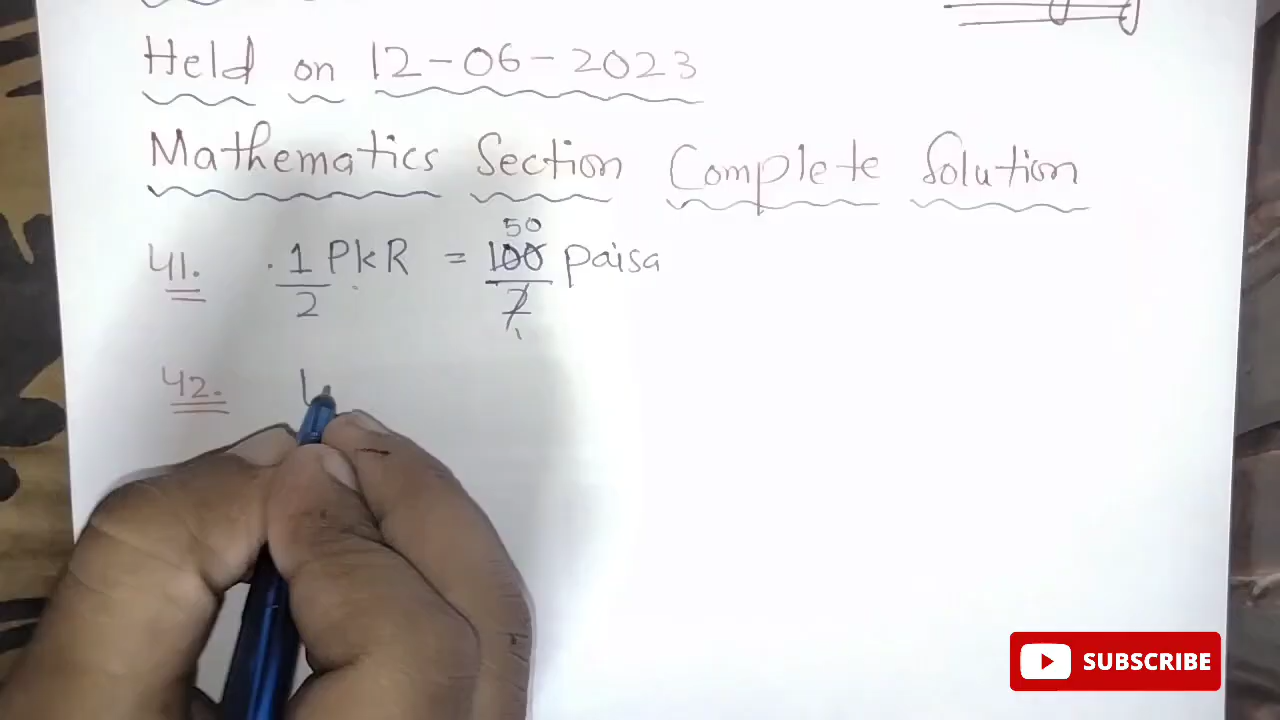 Held on 12-06-2023
Mathematics Section Complete Solution
50
41. 1 PkR = 100 paisa
2 2
1
42.
SUBSCRIBE